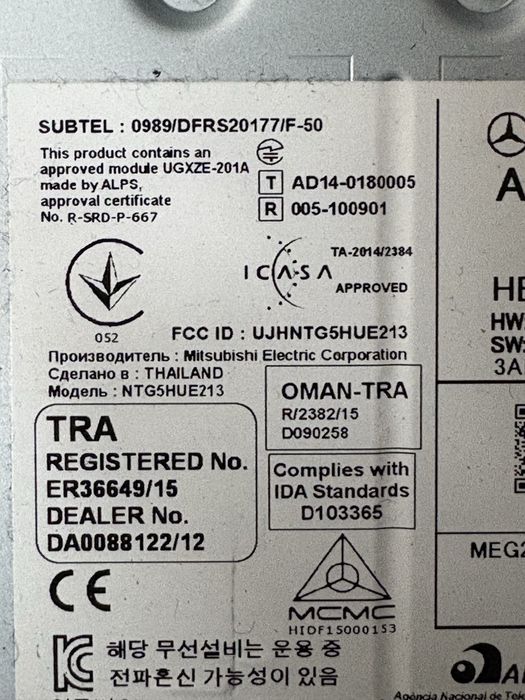 SUBTEL : 0989/DFRS20177/F-50
This product contains an
approved module UGXZE-201A
made by ALPS,
approval certificate
No. R-SRD-P-667
T AD14-0180005
R 005-100901
TA-2014/2384
ICASA
APPROVED
052
FCC ID : UJHNTG5HUE213
Производитель : Mitsubishi Electric Corporation
Сделано в : THAILAND
Модель : NTG5HUE213
OMAN-TRA
R/2382/15
D090258
TRA
REGISTERED No.
ER36649/15
DEALER No.
DA0088122/12
Complies with
IDA Standards
D103365
CE
MCMC
HIDF15000153
해당 무선설비는 운용 중
전파혼신 가능성이 있음
A
HE
HW:
SW:
3A
MEG2
Agência Nacional de Tele